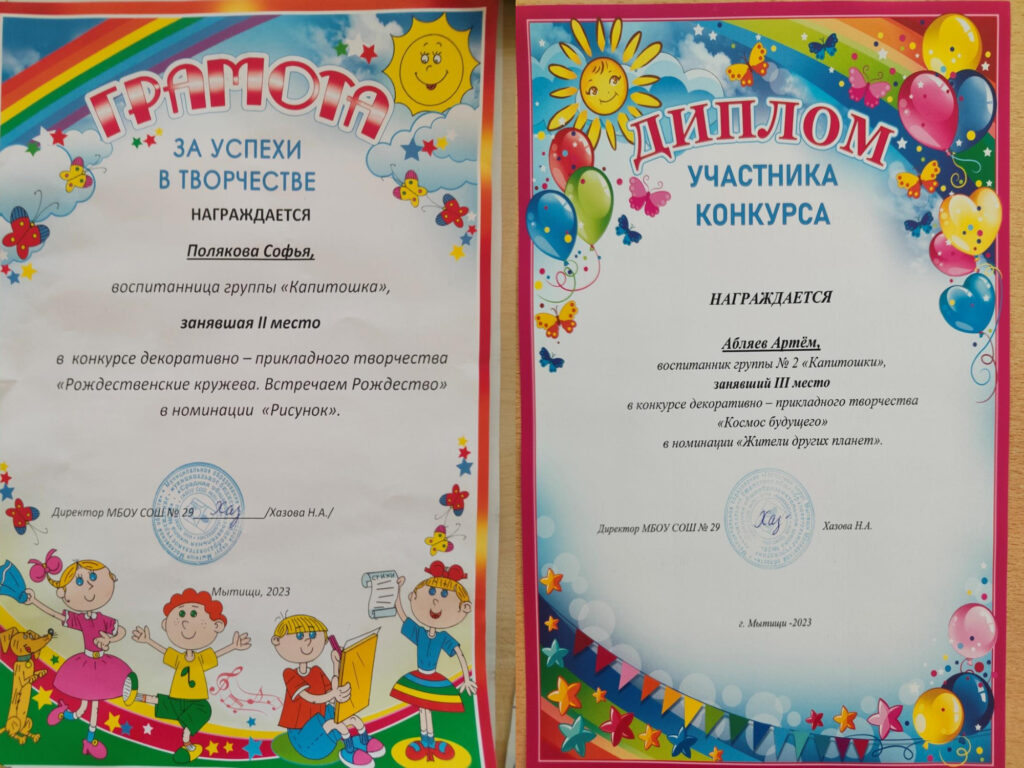 ГРАМОТА
ЗА УСПЕХИ
В ТВОРЧЕСТВЕ
НАГРАЖДАЕТСЯ
Полякова Софья,
воспитанница группы «Капитошка»,
занявшая II место
в конкурсе декоративно – прикладного творчества
«Рождественские кружева. Встречаем Рождество»
в номинации «Рисунок».
Директор МБОУ СОШ № 29 Хаз /Хазова Н.А./
Мытищи, 2023
СТИХИ
ДИПЛОМ
УЧАСТНИКА
КОНКУРСА
НАГРАЖДАЕТСЯ
Абляев Артём,
воспитанник группы № 2 «Капитошки»,
занявший III место
в конкурсе декоративно – прикладного творчества
«Космос будущего»
в номинации «Жители других планет».
Директор МБОУ СОШ № 29 Хаз Хазова Н.А.
г. Мытищи -2023